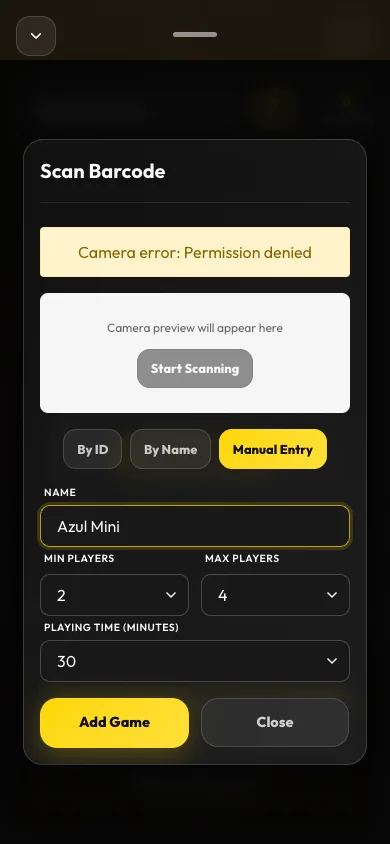 Scan Barcode
Camera error: Permission denied
Camera preview will appear here
Start Scanning
By ID By Name Manual Entry
NAME
Azul Mini
MIN PLAYERS MAX PLAYERS
2 4
PLAYING TIME (MINUTES)
30
Add Game Close